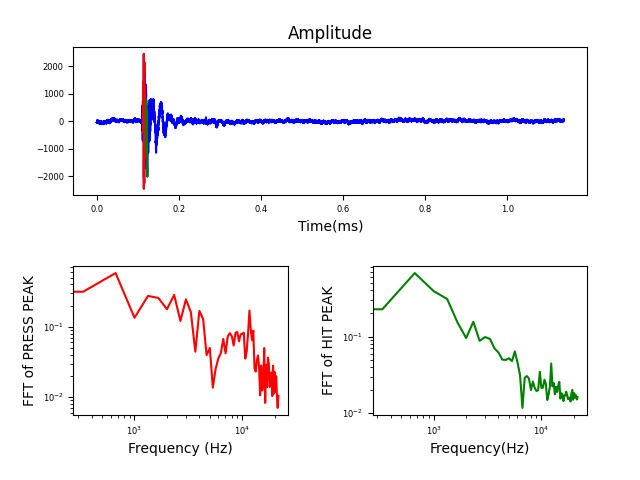 Amplitude
2000
1000
0
−1000
−2000
0.0 0.2 0.4 0.6 0.8 1.0
Time(ms)
FFT of PRESS PEAK
10⁻¹
10⁻²
10³ 10⁴
Frequency (Hz)
FFT of HIT PEAK
10⁻¹
10⁻²
10³ 10⁴
Frequency(Hz)